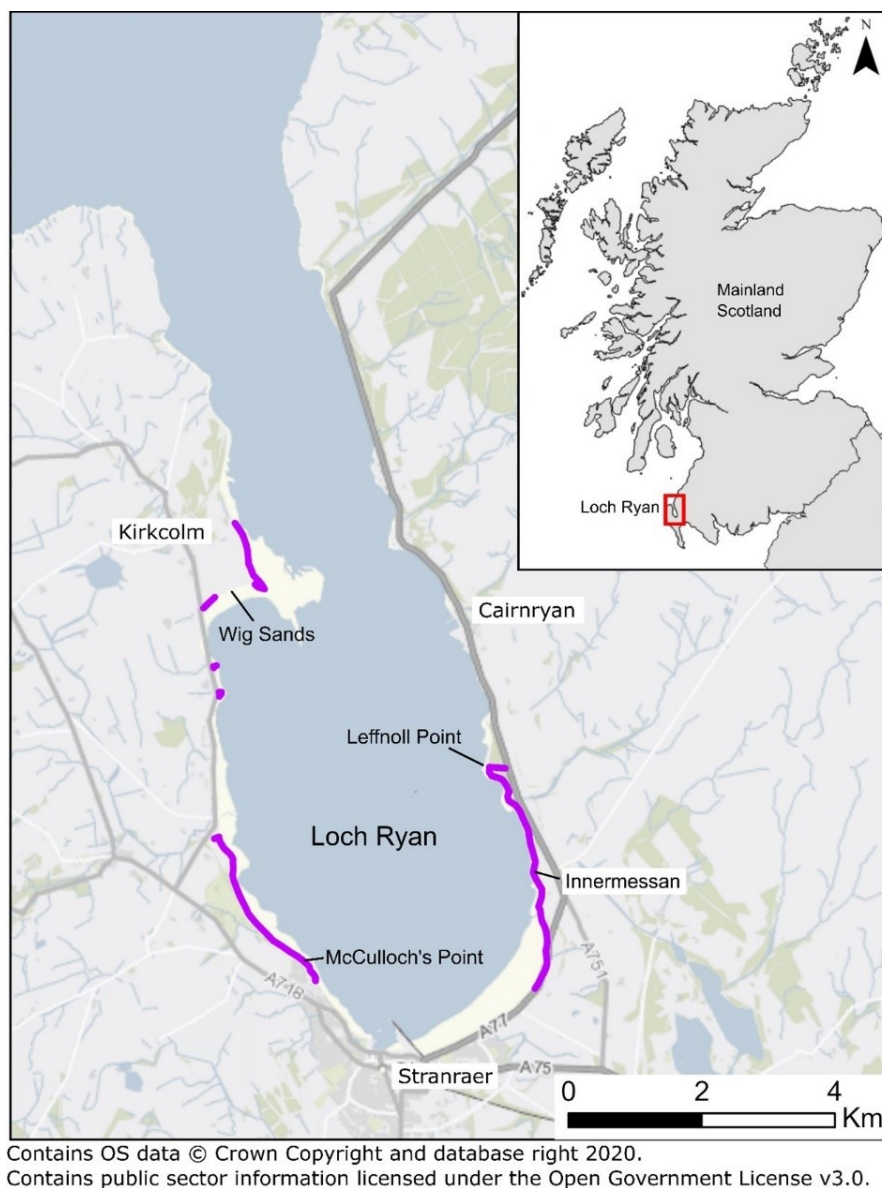 N
Mainland
Scotland
Loch Ryan
Kirkcolm
Wig Sands
Cairnryan
Leffnoll Point
Loch Ryan
Innermessan
McCulloch's Point
A751
A718
A77
A75
Stranraer
0 2 4
Km
Contains OS data © Crown Copyright and database right 2020.
Contains public sector information licensed under the Open Government License v3.0.